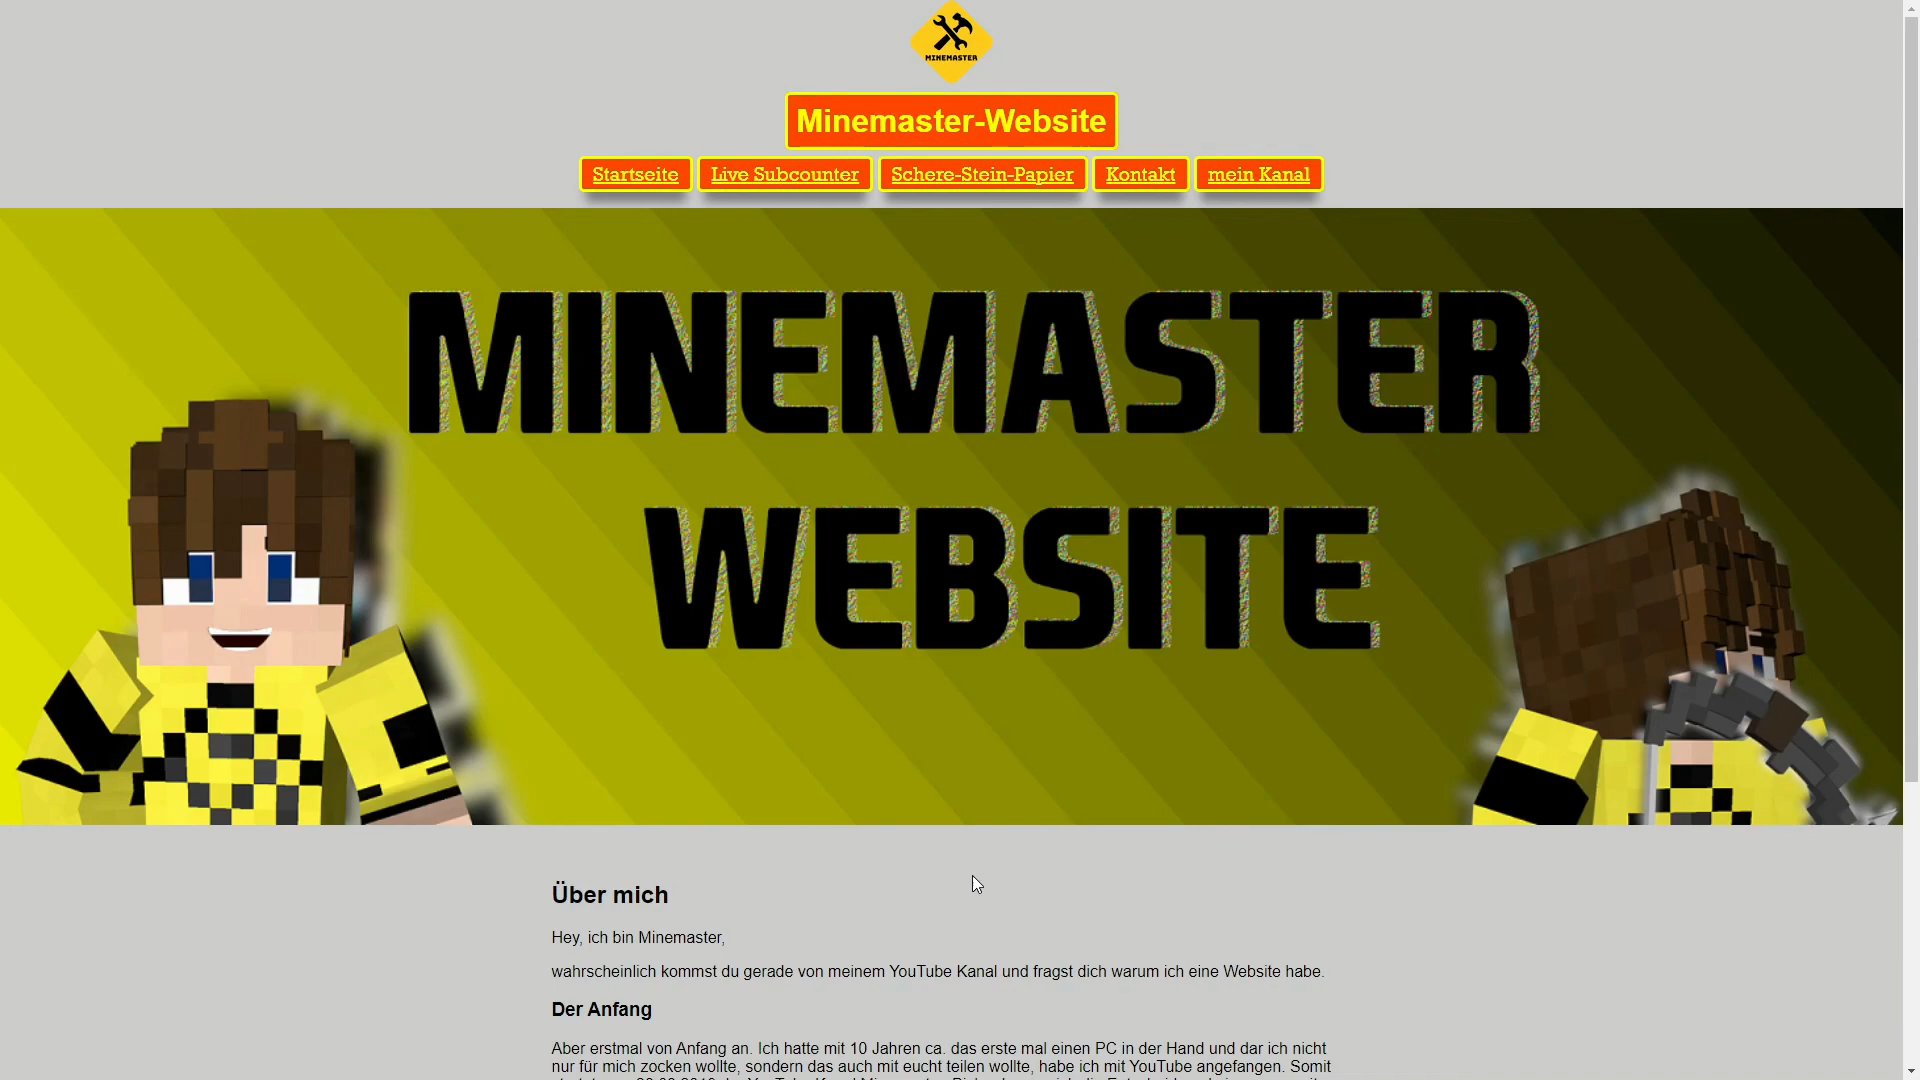 MINEMASTER
Minemaster-Website
Startseite Live Subcounter Schere-Stein-Papier Kontakt mein Kanal
MINEMASTER
WEBSITE
Über mich
Hey, ich bin Minemaster,
wahrscheinlich kommst du gerade von meinem YouTube Kanal und fragst dich warum ich eine Website habe.
Der Anfang
Aber erstmal von Anfang an. Ich hatte mit 10 Jahren ca. das erste mal einen PC in der Hand und dar ich nicht
nur für mich zocken wollte, sondern das auch mit eucht teilen wollte, habe ich mit YouTube angefangen. Somit